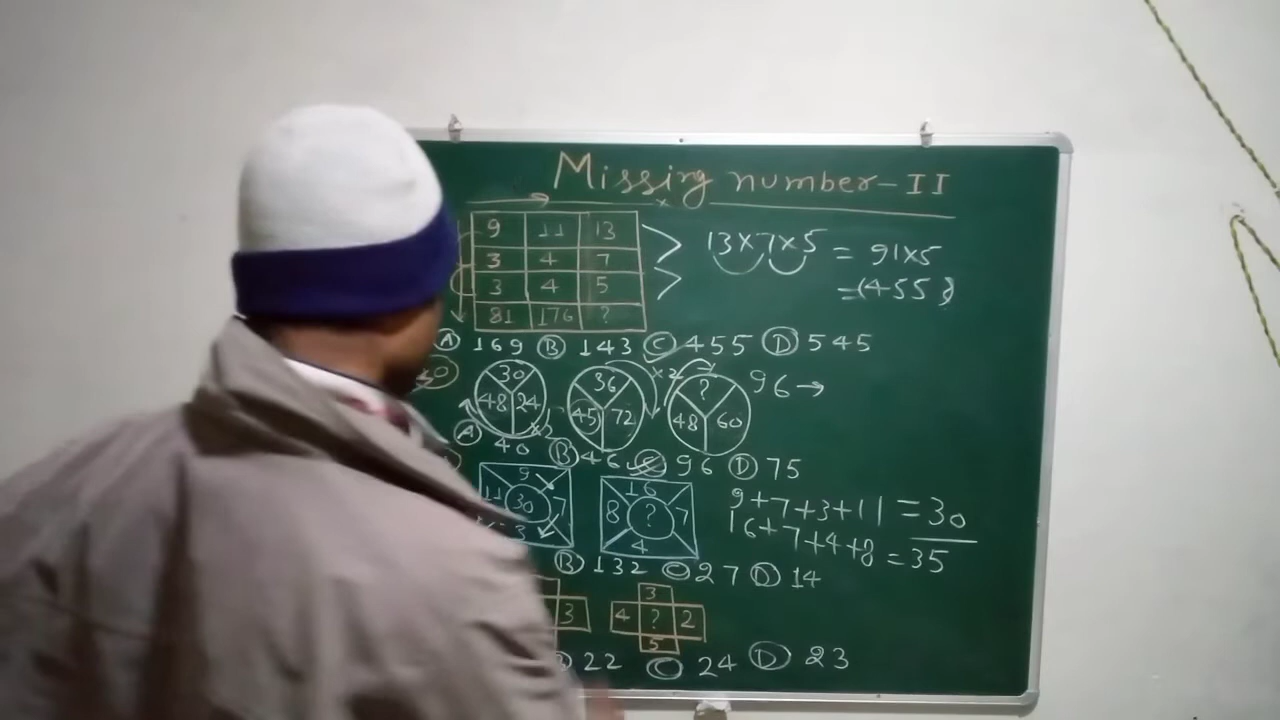 Missing number-II
9 11 13
3 4 7
3 4 5
81 176 ?
13×7×5 = 91×5
=(455)
A 169 B 143 C 455 D 545
30 48 24
36 45 72 ×2
? 48 60
96→
×2
A 40 B 46 C 96 D 75
9 11 30 7 3
16 8 ? 7 4
9+7+3+11 = 30
16+7+4+8 = 35
B 132 C 27 D 14
3
3
4 ? 2
5
22 C 24 D 23